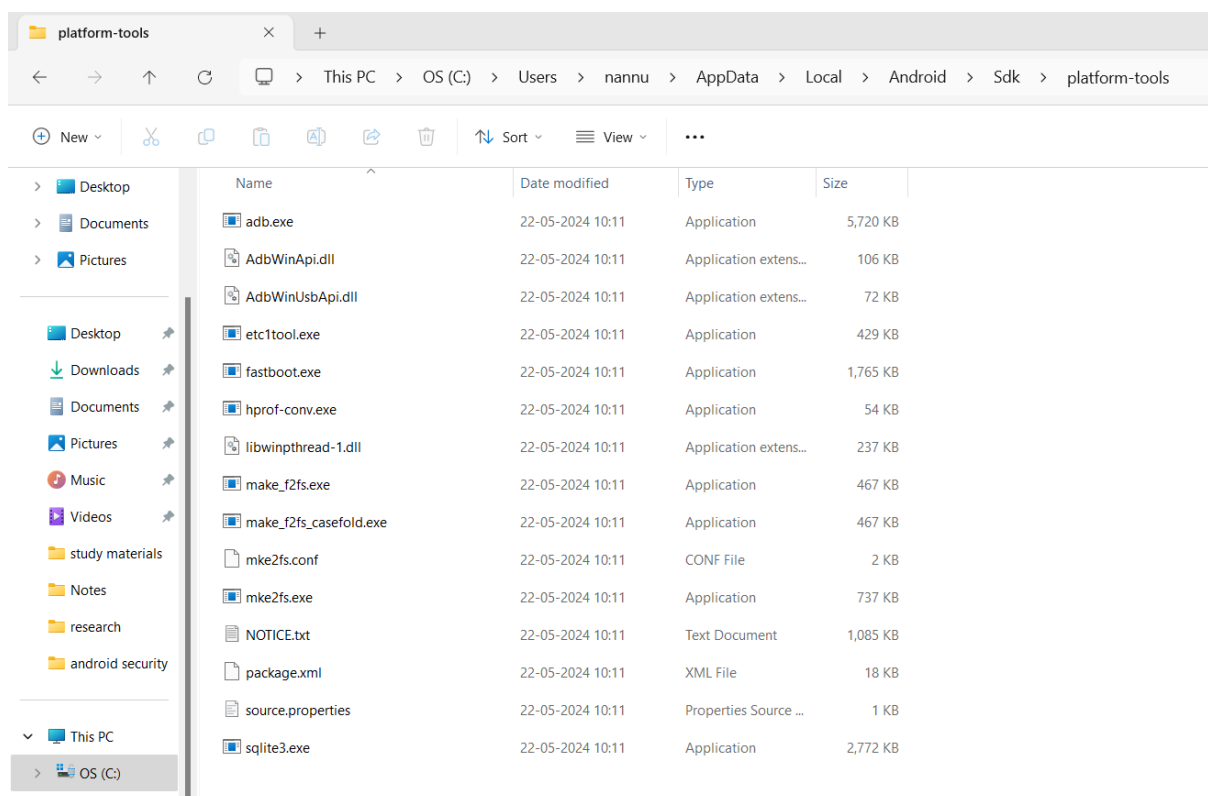 platform-tools
This PC > OS (C:) > Users > nannu > AppData > Local > Android > Sdk > platform-tools
New Sort View
Desktop
Documents
Pictures
Desktop
Downloads
Documents
Pictures
Music
Videos
study materials
Notes
research
android security
This PC
OS (C:)
Name Date modified Type Size
adb.exe 22-05-2024 10:11 Application 5,720 KB
AdbWinApi.dll 22-05-2024 10:11 Application extens... 106 KB
AdbWinUsbApi.dll 22-05-2024 10:11 Application extens... 72 KB
etc1tool.exe 22-05-2024 10:11 Application 429 KB
fastboot.exe 22-05-2024 10:11 Application 1,765 KB
hprof-conv.exe 22-05-2024 10:11 Application 54 KB
libwinpthread-1.dll 22-05-2024 10:11 Application extens... 237 KB
make_f2fs.exe 22-05-2024 10:11 Application 467 KB
make_f2fs_casefold.exe 22-05-2024 10:11 Application 467 KB
mke2fs.conf 22-05-2024 10:11 CONF File 2 KB
mke2fs.exe 22-05-2024 10:11 Application 737 KB
NOTICE.txt 22-05-2024 10:11 Text Document 1,085 KB
package.xml 22-05-2024 10:11 XML File 18 KB
source.properties 22-05-2024 10:11 Properties Source ... 1 KB
sqlite3.exe 22-05-2024 10:11 Application 2,772 KB